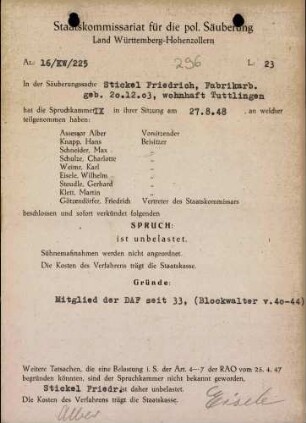 Staatskommissariat für die pol. Säuberung
Land Württemberg-Hohenzollern
Az: 16/KW/225 296 L 23
In der Säuberungssache Stickel Friedrich, Fabrikarb.
geb. 20.12.03, wohnhaft Tuttlingen
hat die Spruchkammer IX in ihrer Sitzung am 27.8.48, an welcher
teilgenommen haben:
Assessor Alber Vorsitzender
Knapp, Hans Beisitzer
Schneider, Max "
Schulze, Charlotte "
Weime, Karl "
Eisele, Wilhelm "
Steudle, Gerhard "
Klett, Martin "
Götzendörfer, Friedrich Vertreter des Staatskommissars
beschlossen und sofort verkündet folgenden
SPRUCH:
ist unbelastet.
Sühnemaßnahmen werden nicht angeordnet.
Die Kosten des Verfahrens trägt die Staatskasse.
Gründe:
Mitglied der DAF seit 33, (Blockwalter v.40-44)
Weitere Tatsachen, die eine Belastung i. S. der Art. 4—7 der RAO vom 25. 4. 47
begründen könnten, sind der Spruchkammer nicht bekannt geworden.
Stickel Friedr. ist daher unbelastet.
Die Kosten des Verfahrens trägt die Staatskasse.
Alber Eisele